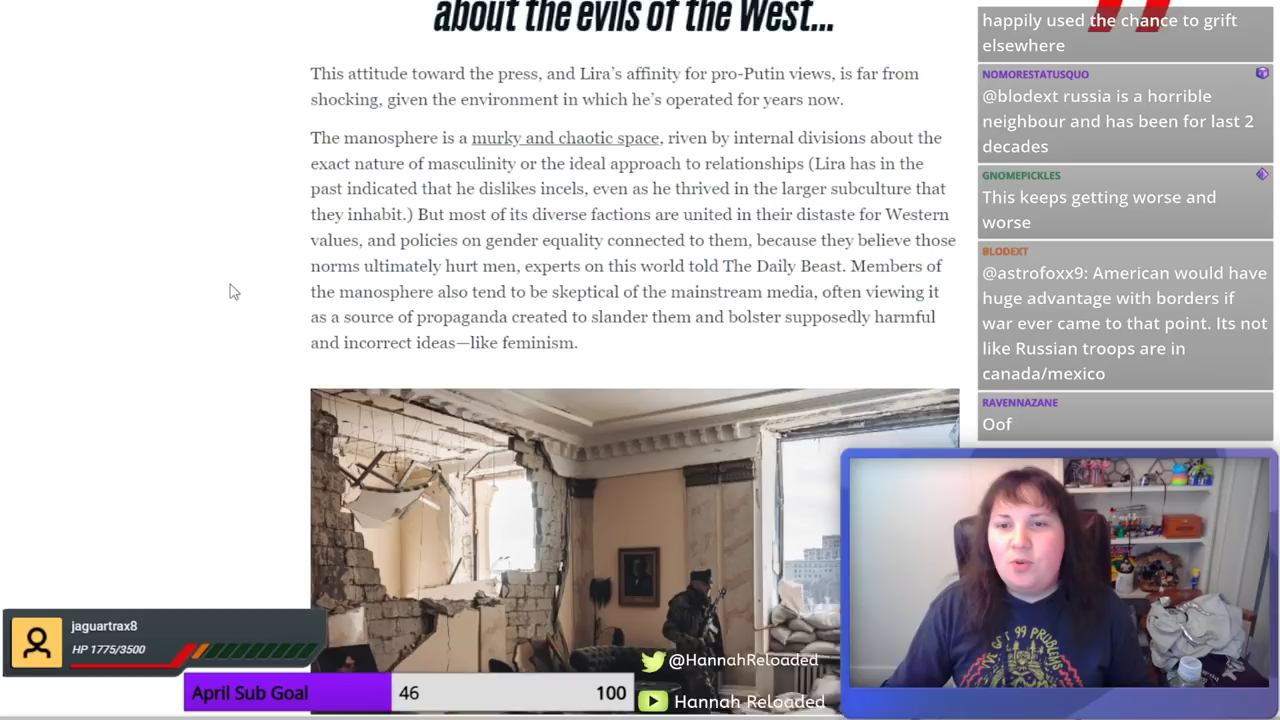 about the evils of the West...
This attitude toward the press, and Lira's affinity for pro-Putin views, is far from
shocking, given the environment in which he's operated for years now.
The manosphere is a murky and chaotic space, riven by internal divisions about the
exact nature of masculinity or the ideal approach to relationships (Lira has in the
past indicated that he dislikes incels, even as he thrived in the larger subculture that
they inhabit.) But most of its diverse factions are united in their distaste for Western
values, and policies on gender equality connected to them, because they believe those
norms ultimately hurt men, experts on this world told The Daily Beast. Members of
the manosphere also tend to be skeptical of the mainstream media, often viewing it
as a source of propaganda created to slander them and bolster supposedly harmful
and incorrect ideas—like feminism.
happily used the chance to grift
elsewhere
NOMORESTATUSQUO
@blodext russia is a horrible
neighbour and has been for last 2
decades
GNOMEPICKLES
This keeps getting worse and
worse
BLODEXT
@astrofoxx9: American would have
huge advantage with borders if
war ever came to that point. Its not
like Russian troops are in
canada/mexico
RAVENNAZANE
Oof
99 PROBLEMS
jaguartrax8
HP 1775/3500
April Sub Goal 46 100
@HannahReloaded
Hannah Reloaded